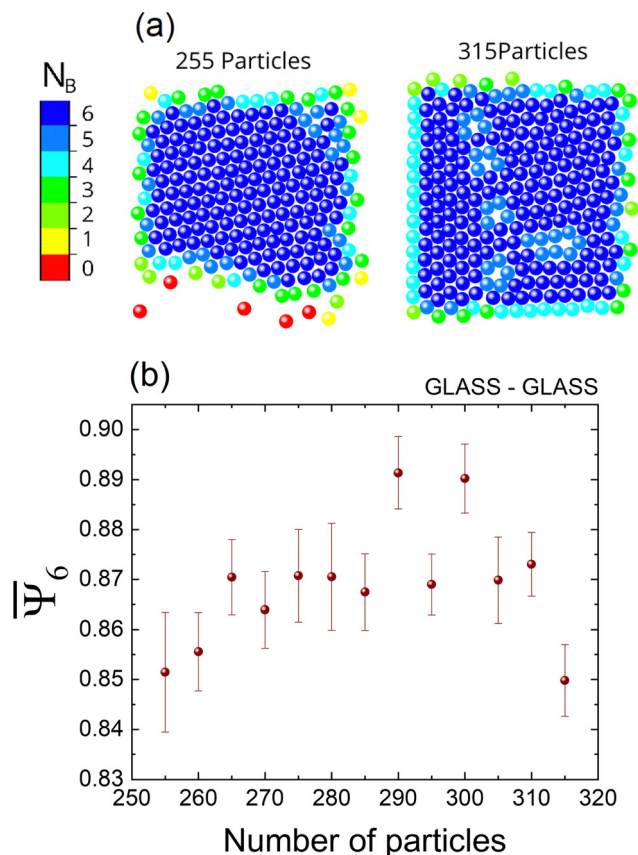 (a)
255 Particles
315Particles
N_B
6
5
4
3
2
1
0
(b)
GLASS - GLASS
0.90
0.89
0.88
0.87
0.86
0.85
0.84
0.83
Ψ̅_6
250 260 270 280 290 300 310 320
Number of particles